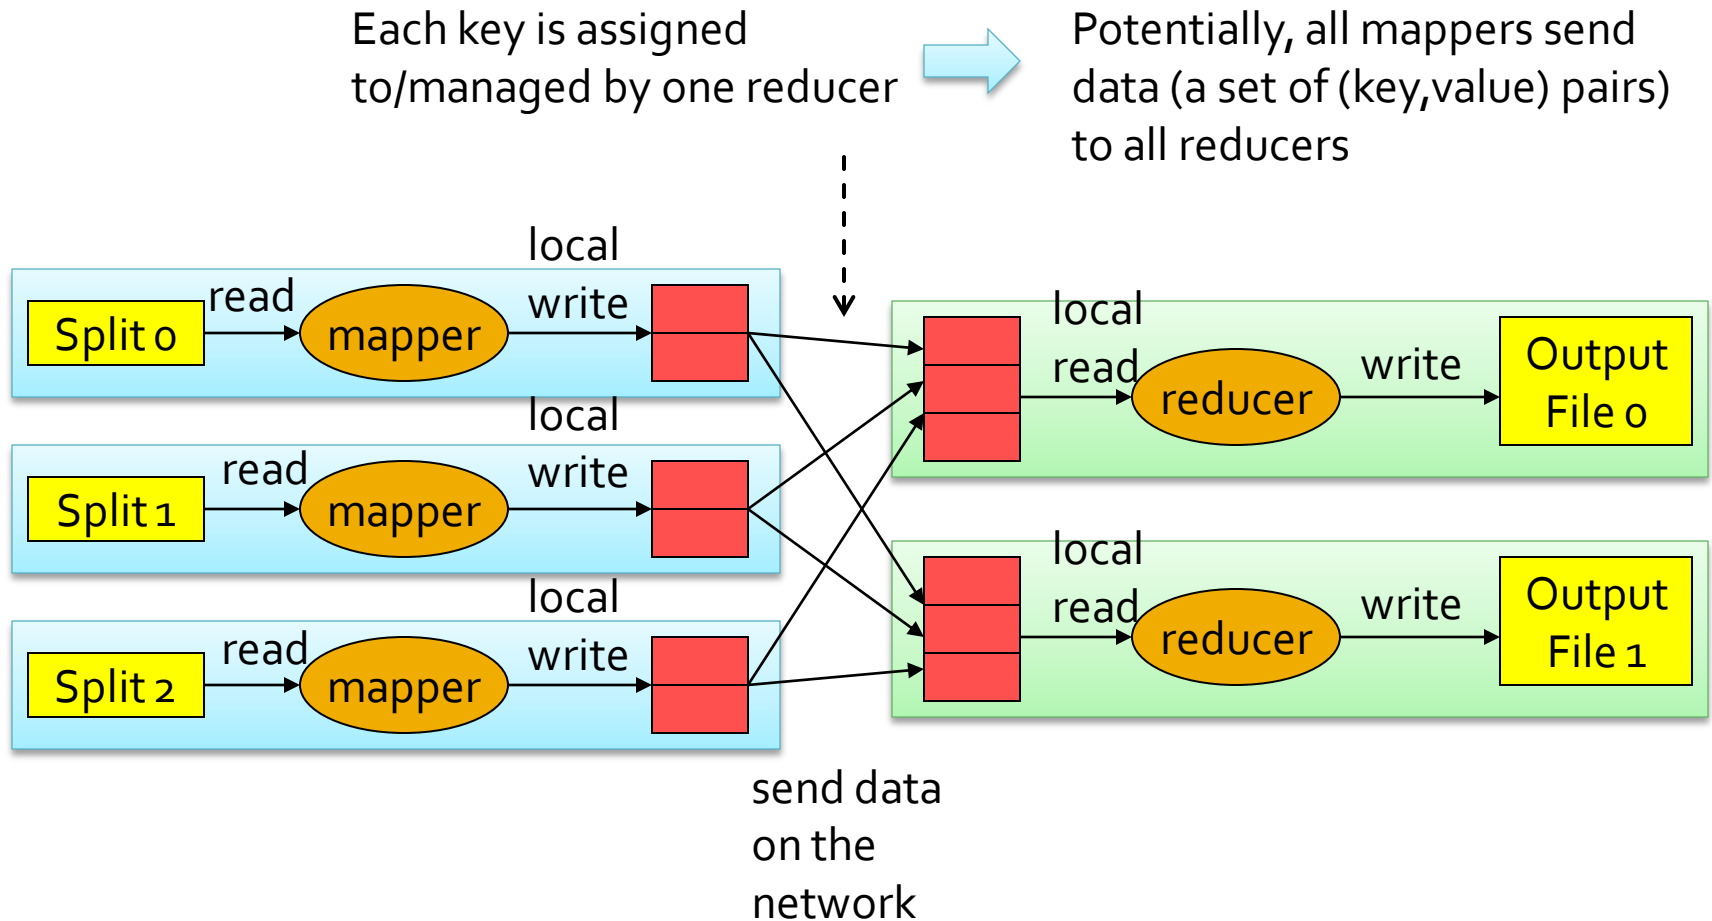 Each key is assigned
to/managed by one reducer
Potentially, all mappers send
data (a set of (key,value) pairs)
to all reducers
local
read
write
Split 0
mapper
local
read
write
Split 1
mapper
local
read
write
Split 2
mapper
local
read
reducer
write
Output
File 0
local
read
reducer
write
Output
File 1
send data
on the
network